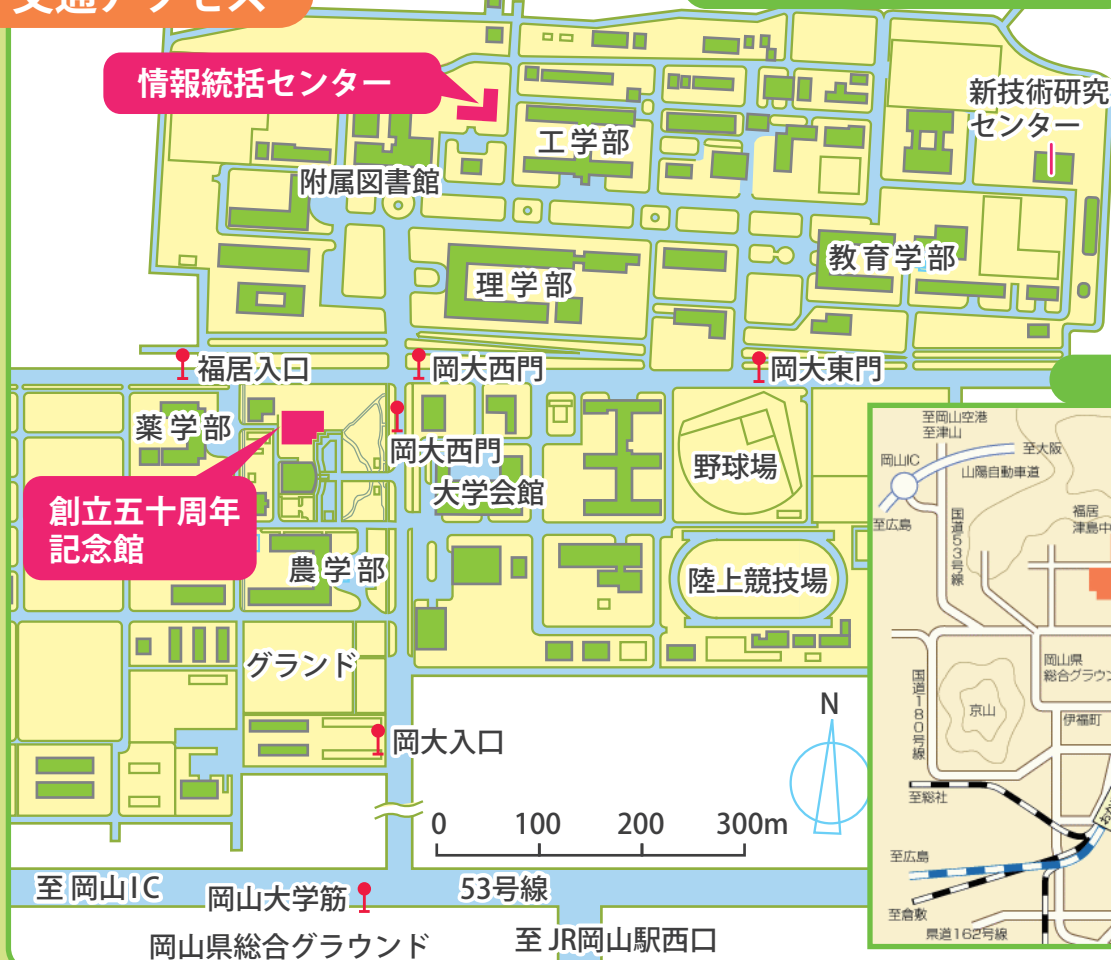 交通アクセス
情報統括センター
新技術研究
センター
工学部
附属図書館
教育学部
理学部
福居入口
岡大西門
岡大東門
薬学部
岡大西門
野球場
大学会館
創立五十周年
記念館
農学部
陸上競技場
グランド
岡大入口
N
0 100 200 300m
至 岡山IC
岡山大学筋
53号線
岡山県総合グラウンド
至 JR岡山駅西口
至岡山空港
至津山
至大阪
岡山IC
山陽自動車道
至広島
国道53号線
福居
津島中
岡山県
総合グラウン
国道180号線
京山
伊福町
至総社
至広島
至倉敷
県道162号線